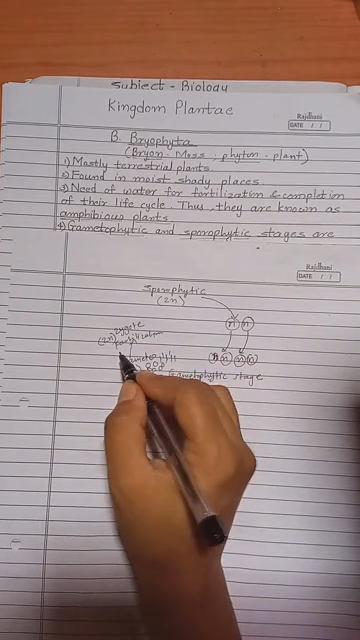 Subject - Biology
Kingdom Plantae
Rajdhani
DATE / /
B. Bryophyta
(Bryon - Moss, phyton - plant)
1) Mostly terrestrial plants.
2) Found in moist shady places.
3) Need of water for fertilization & completion
of their life cycle. Thus, they are known as
amphibious plants.
4) Gametophytic and sporophytic stages are
Rajdhani
DATE / /
Sporophytic
(2n)
n n
n n n n
zygote
(2n)
Gametophytic stage